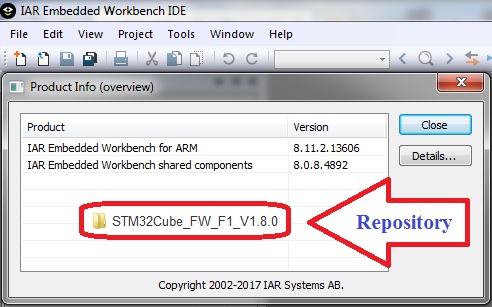 IAR Embedded Workbench IDE
File Edit View Project Tools Window Help
Product Info (overview)
Product Version
IAR Embedded Workbench for ARM 8.11.2.13606
IAR Embedded Workbench shared components 8.0.8.4892
Close
Details...
STM32Cube_FW_F1_V1.8.0
Repository
Copyright 2002-2017 IAR Systems AB.